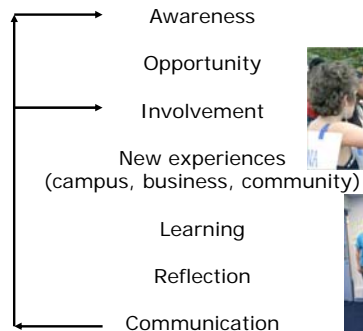 Awareness
Opportunity
Involvement
New experiences
(campus, business, community)
Learning
Reflection
Communication